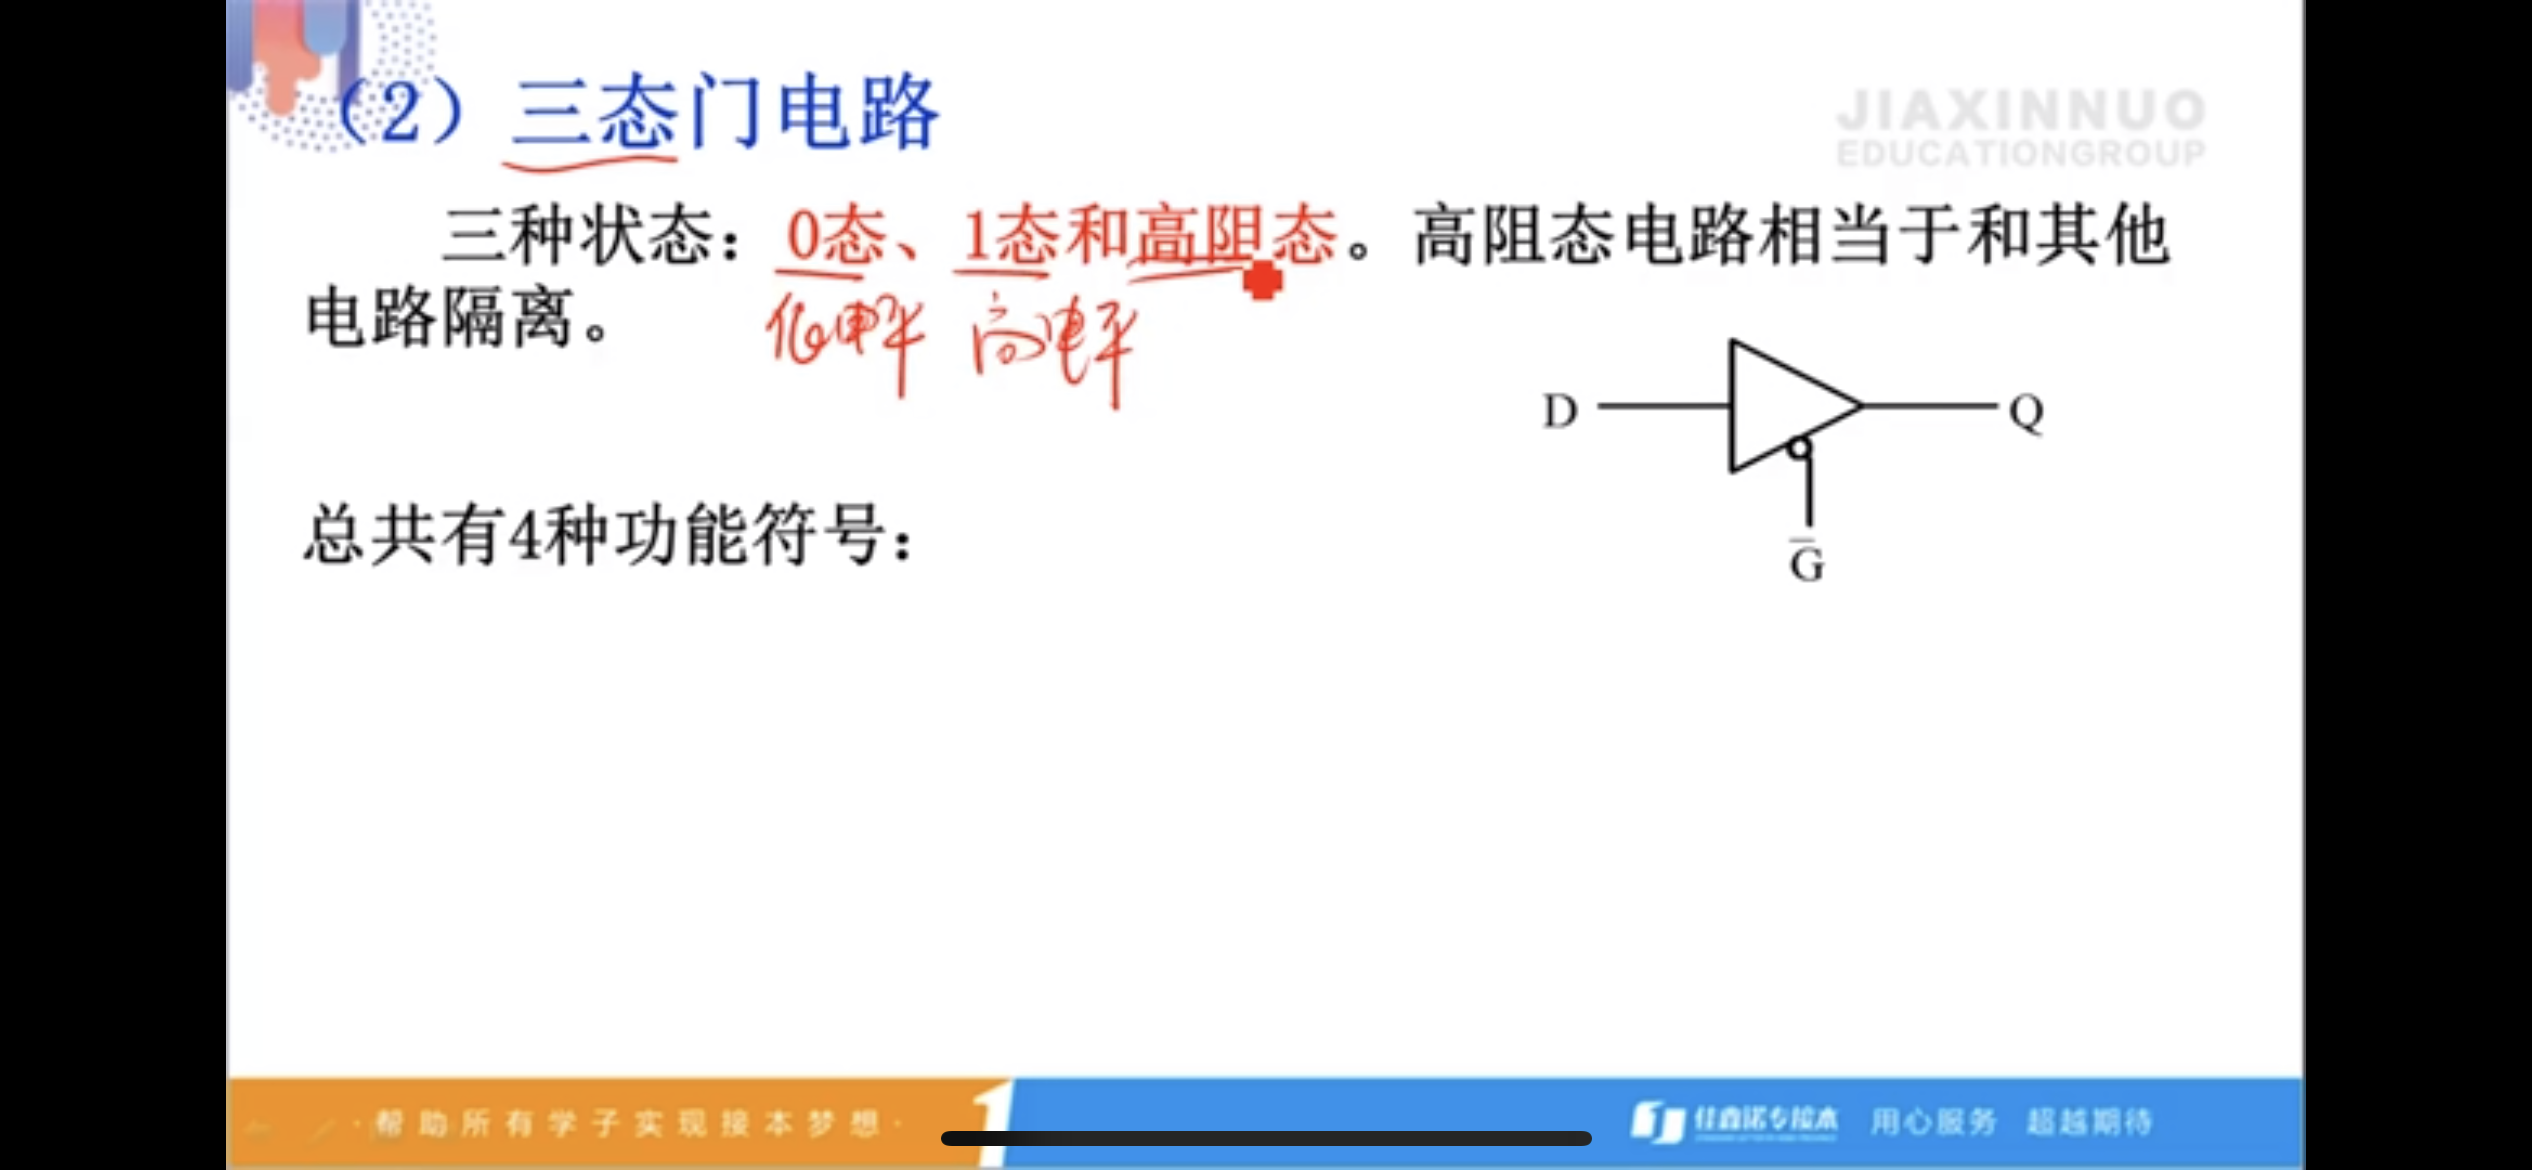 （2）三态门电路
JIAXINNUO
EDUCATIONGROUP
三种状态：0态、1态和高阻态。高阻态电路相当于和其他
电路隔离。
低电平 高电平
D
Q
G̅
总共有4种功能符号：
·帮助所有学子实现接本梦想·
佳鑫诺专接本 用心服务 超越期待